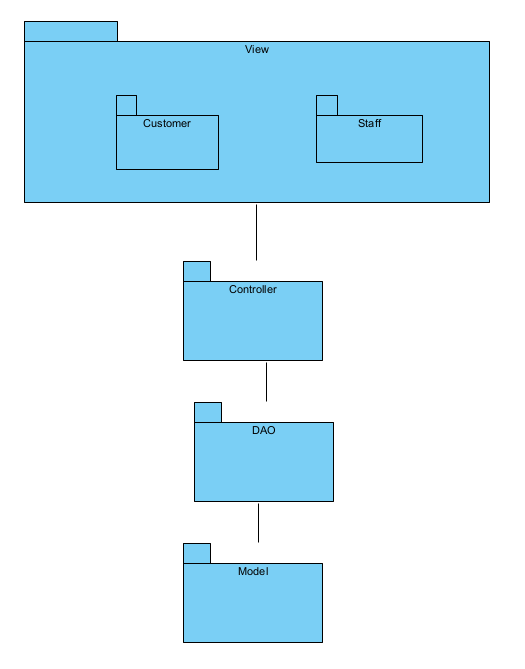 View
Customer
Staff
Controller
DAO
Model